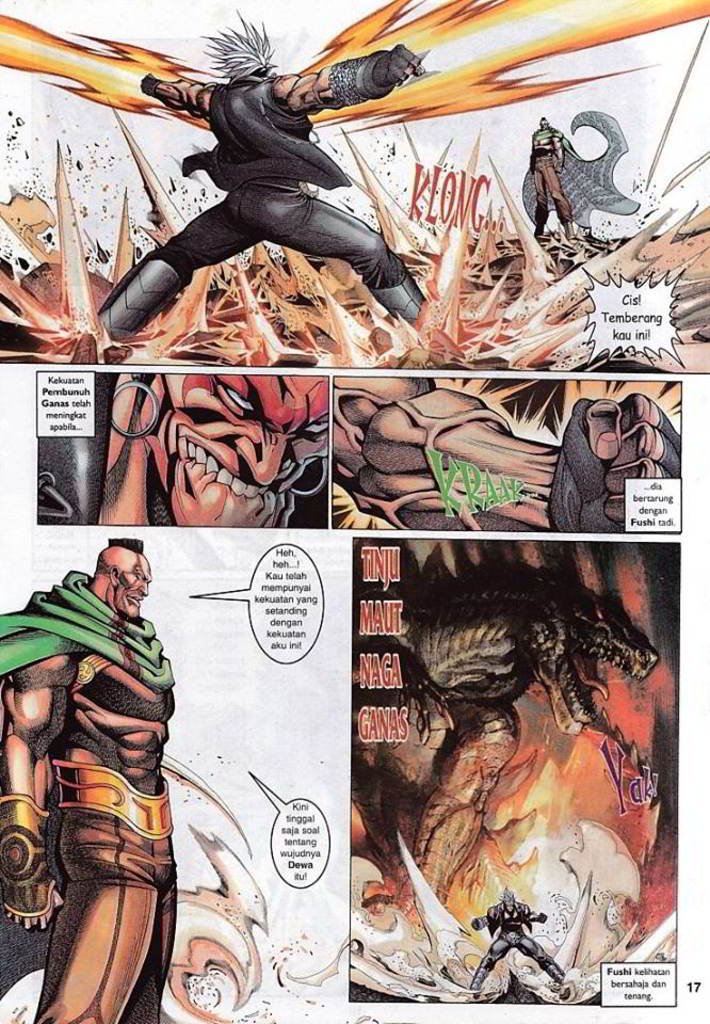 KLONG...
Cis!
Temberang
kau ini!
Kekuatan
Pembunuh
Ganas telah
meningkat
apabila...
KRAAK
...dia
bertarung
dengan
Fushi tadi.
Heh,
heh...!
Kau telah
mempunyai
kekuatan yang
setanding
dengan
kekuatan
aku ini!
Kini
tinggal
saja soal
tentang
wujudnya
Dewa
itu!
TINJU
MAUT
NAGA
GANAS
Yak!
Fushi kelihatan
bersahaja dan
tenang.
17